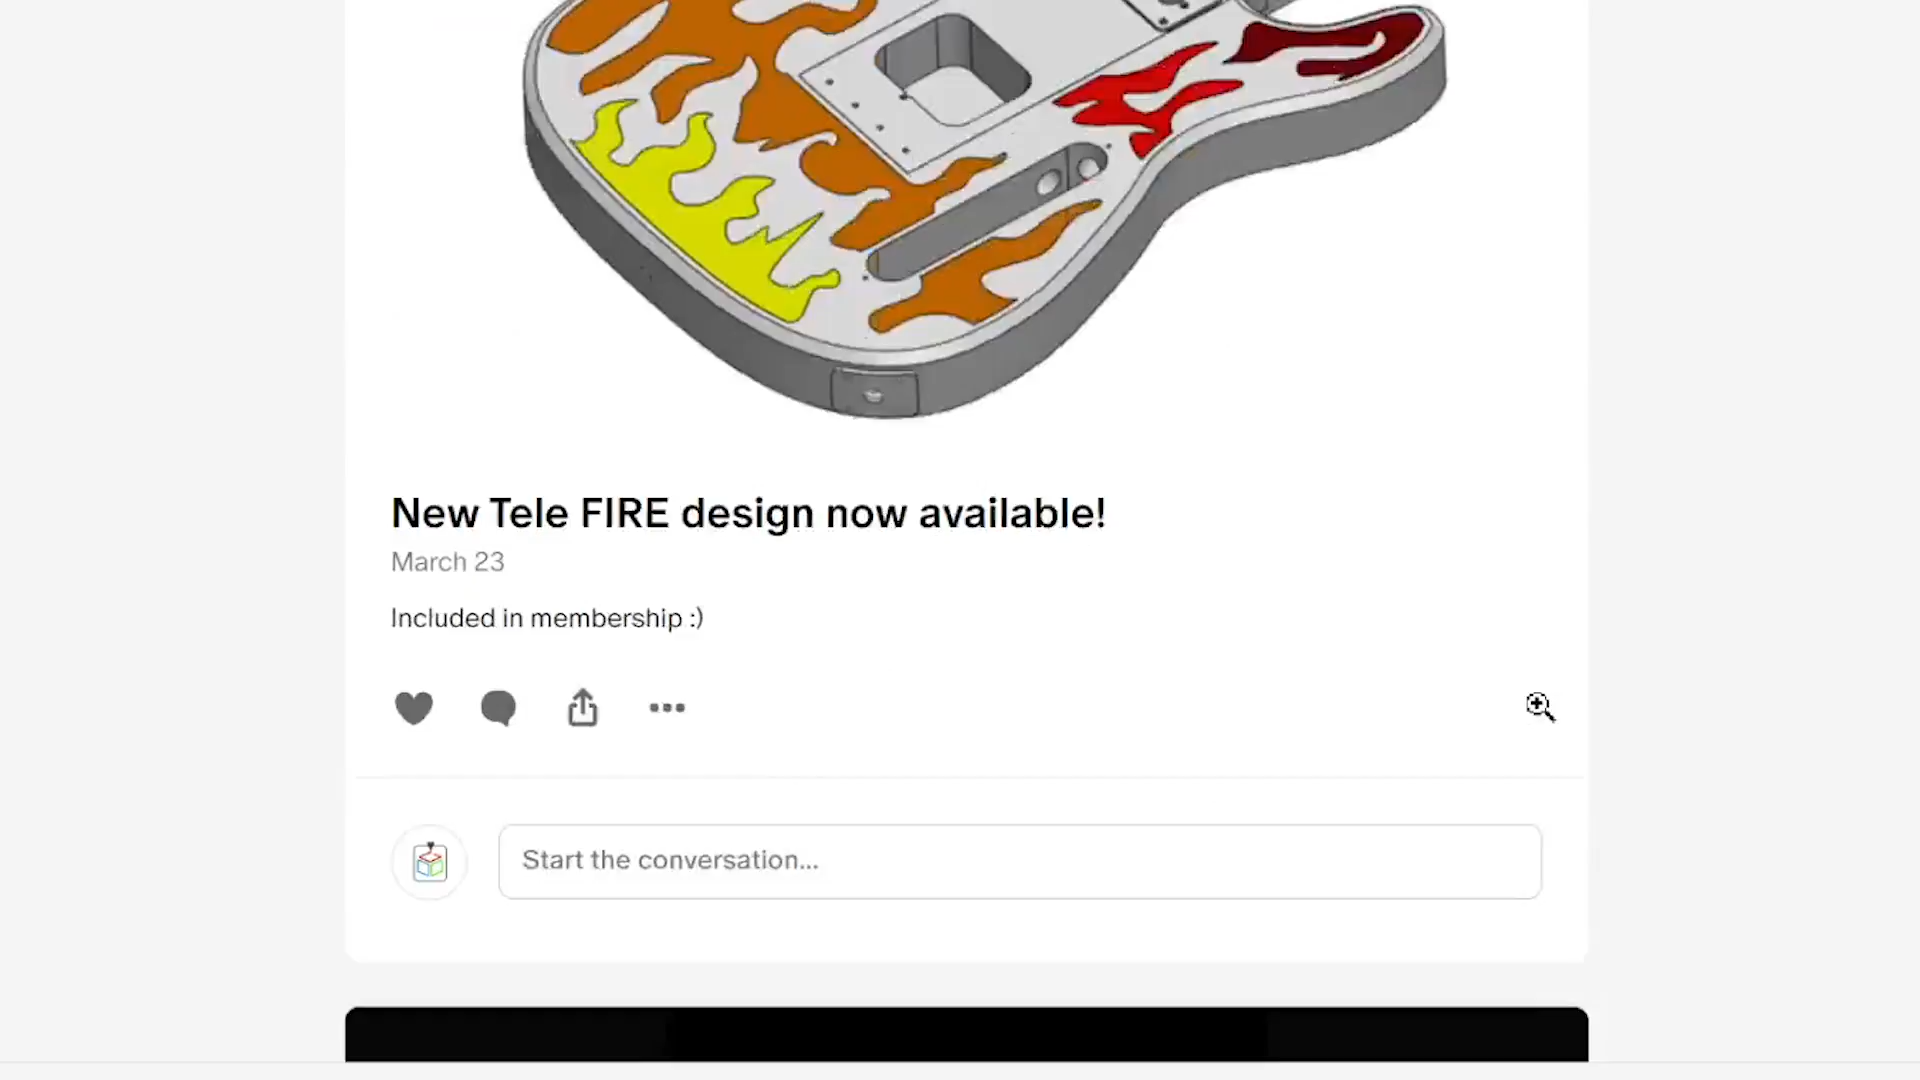 New Tele FIRE design now available!
March 23
Included in membership :)
Start the conversation...